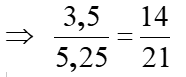 ⇒ 3,5/5,25 = 14/21